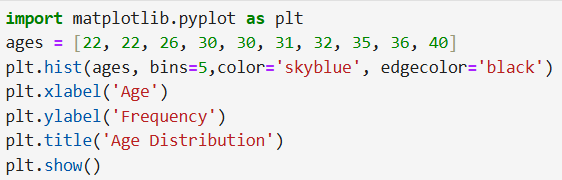 import matplotlib.pyplot as plt
ages = [22, 22, 26, 30, 30, 31, 32, 35, 36, 40]
plt.hist(ages, bins=5,color='skyblue', edgecolor='black')
plt.xlabel('Age')
plt.ylabel('Frequency')
plt.title('Age Distribution')
plt.show()